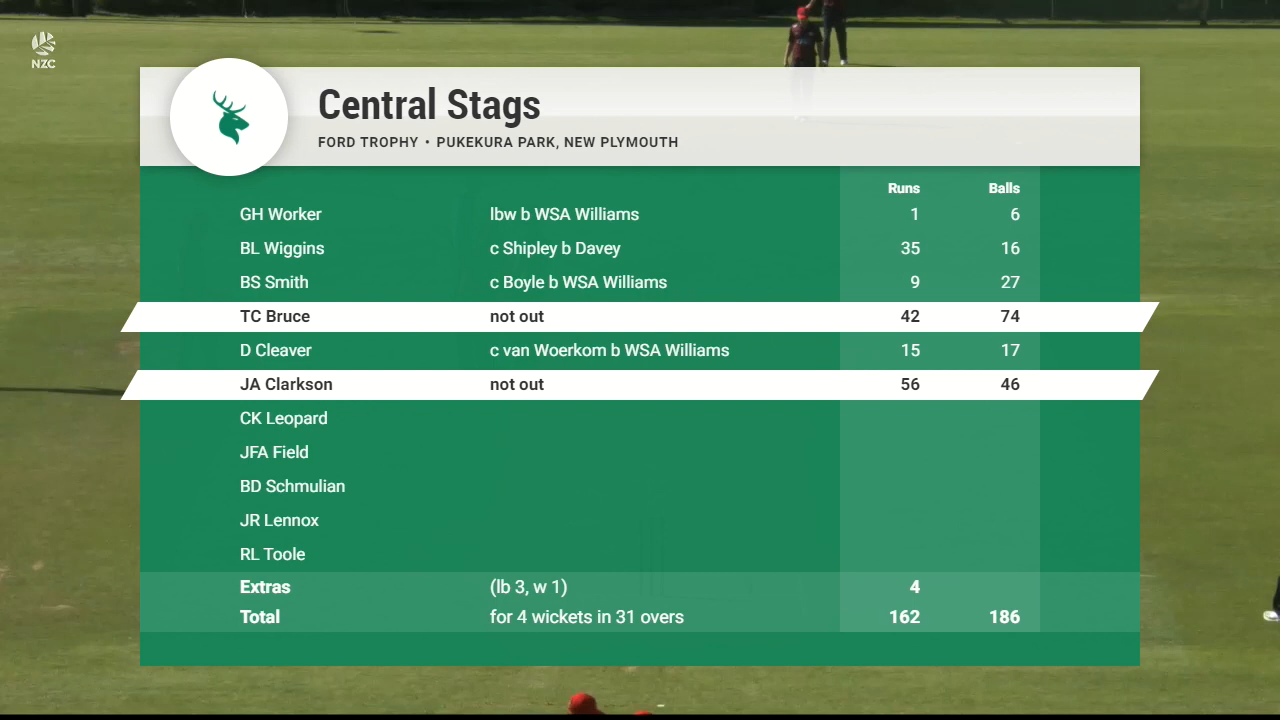 NZC
Central Stags
FORD TROPHY • PUKEKURA PARK, NEW PLYMOUTH
Runs Balls
GH Worker lbw b WSA Williams 1 6
BL Wiggins c Shipley b Davey 35 16
BS Smith c Boyle b WSA Williams 9 27
TC Bruce not out 42 74
D Cleaver c van Woerkom b WSA Williams 15 17
JA Clarkson not out 56 46
CK Leopard
JFA Field
BD Schmulian
JR Lennox
RL Toole
Extras (lb 3, w 1) 4
Total for 4 wickets in 31 overs 162 186